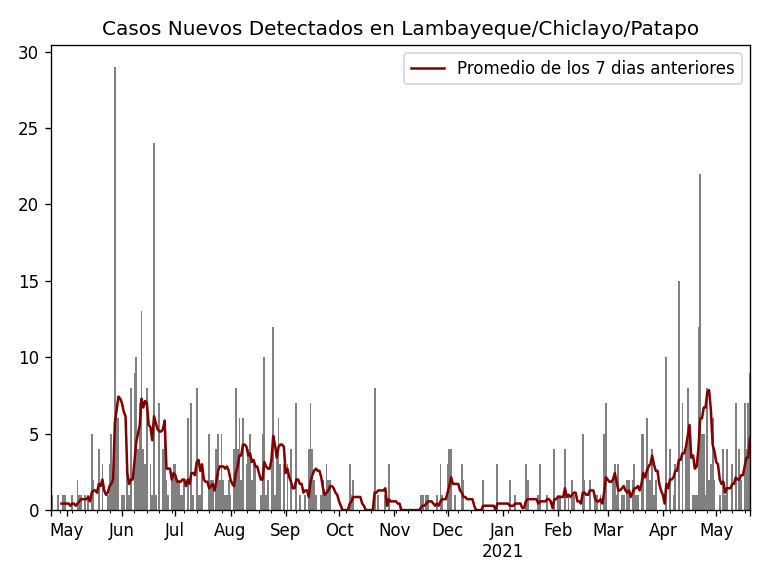 Casos Nuevos Detectados en Lambayeque/Chiclayo/Patapo
Promedio de los 7 dias anteriores
30
25
20
15
10
5
0
May Jun Jul Aug Sep Oct Nov Dec Jan Feb Mar Apr May
2021